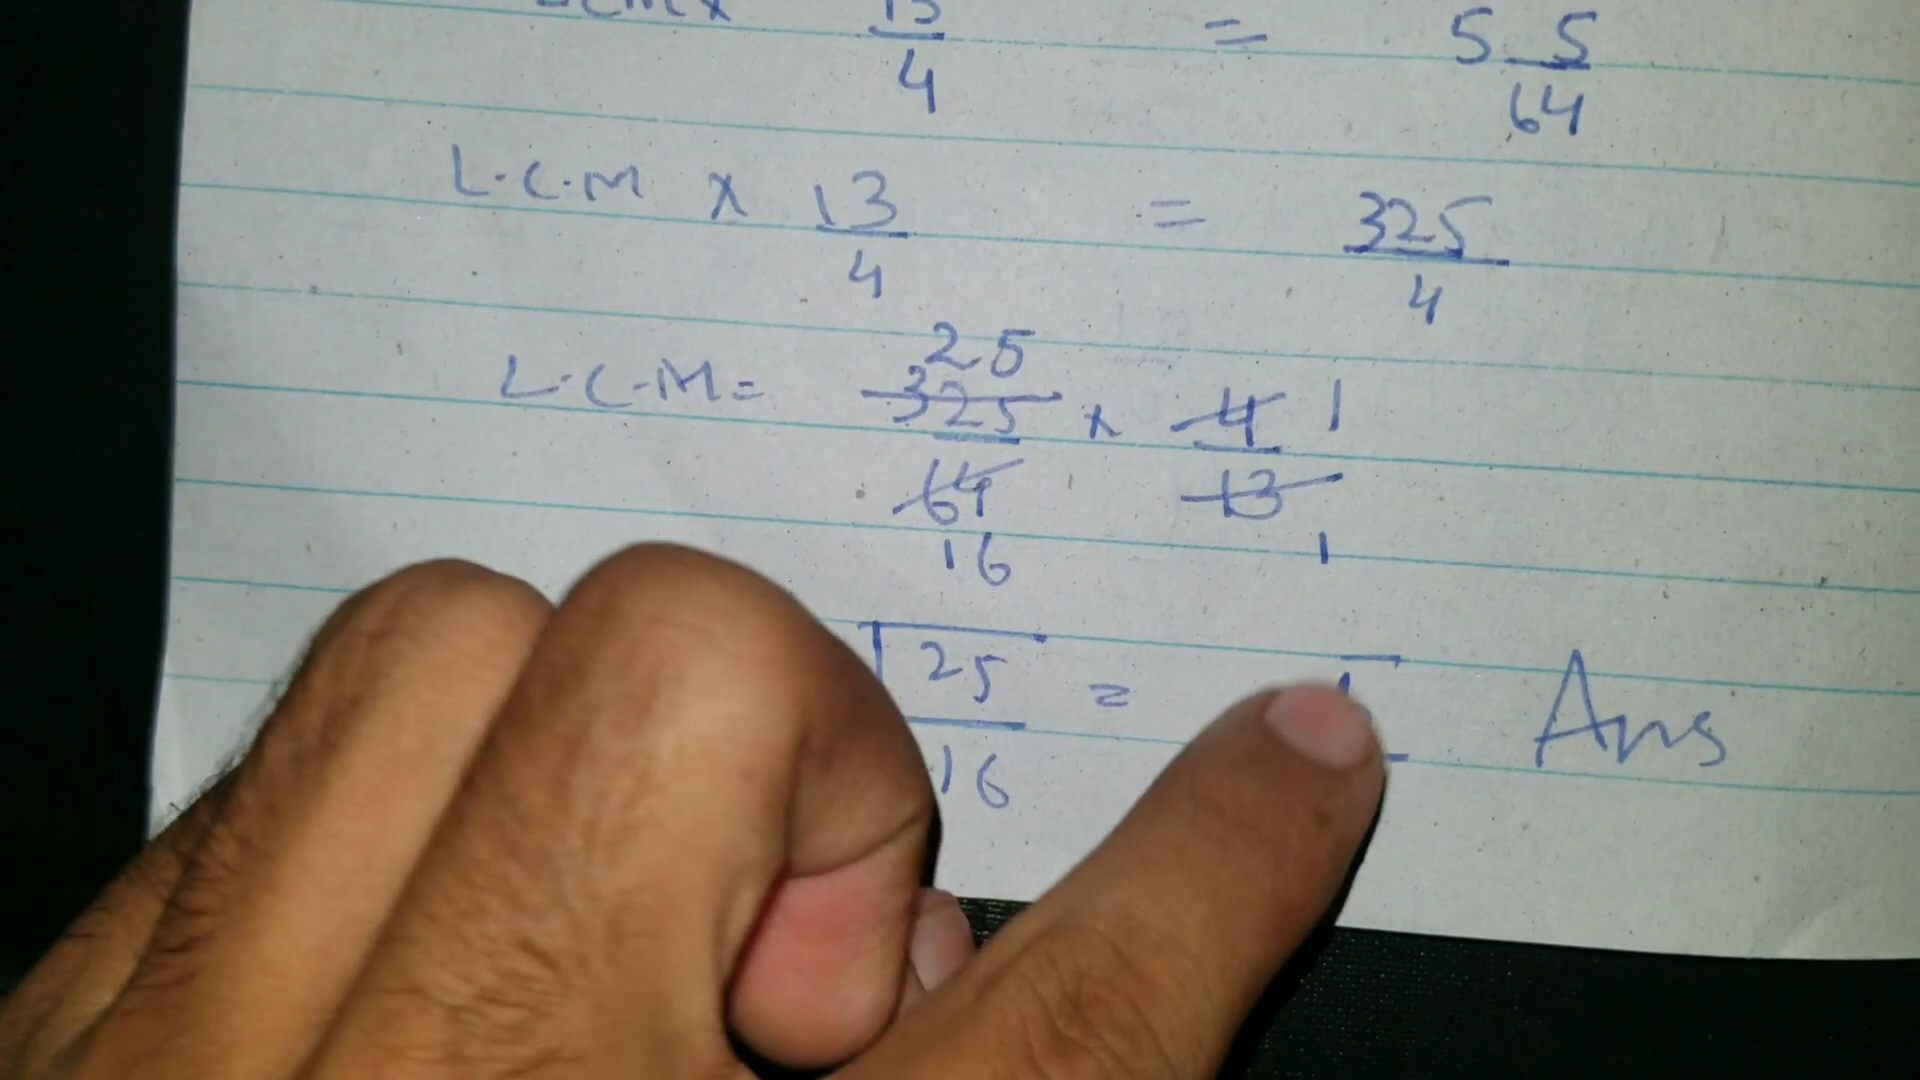 4 = 5 5/64
L.C.M x 13/4 = 325/4
25 1
L.C.M = 325/64 x 4/13
16 1
√25/16 = Ans